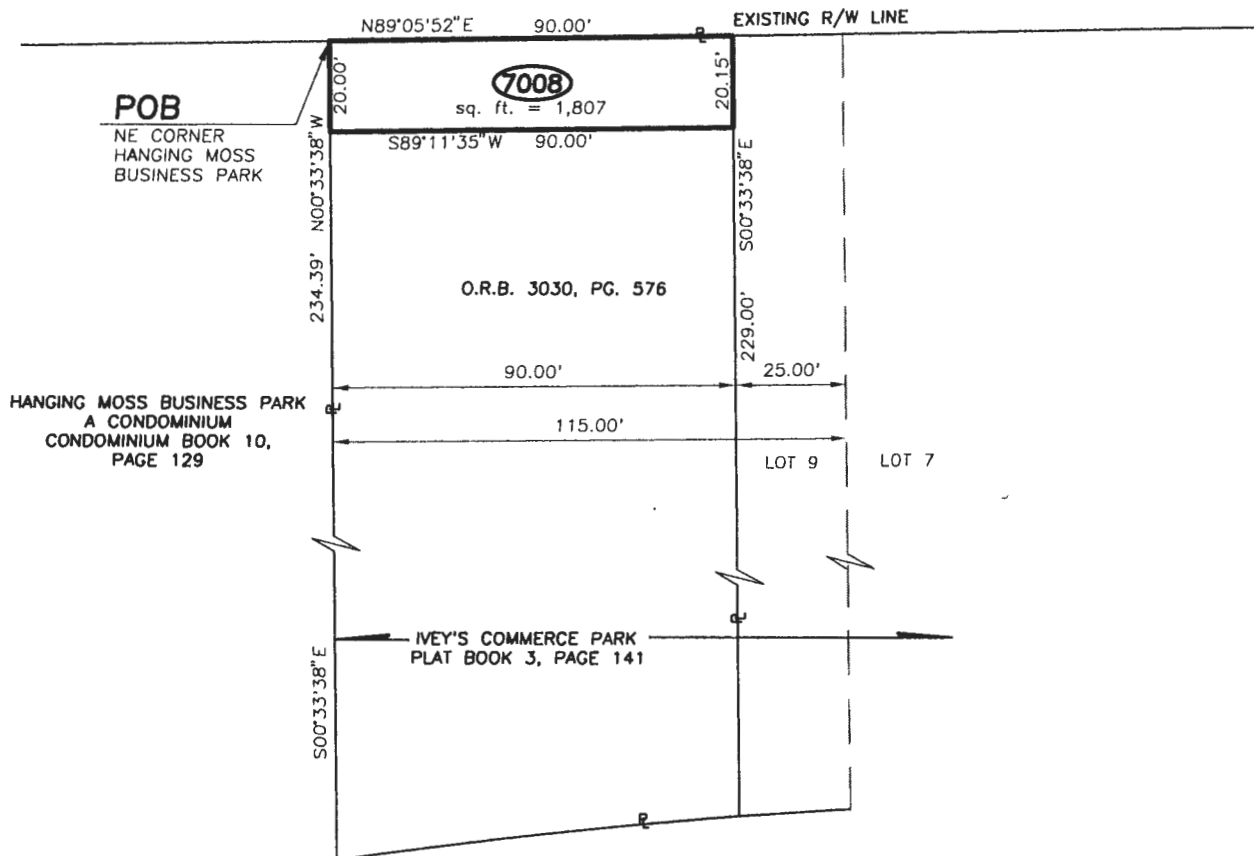 N89°05'52"E 90.00' EXISTING R/W LINE
POB
NE CORNER
HANGING MOSS
BUSINESS PARK
20.00'
7008
sq. ft. = 1,807
20.15'
S89°11'35"W 90.00'
N00°33'38"W
234.39'
S00°33'38"E
229.00'
O.R.B. 3030, PG. 576
90.00' 25.00'
115.00'
HANGING MOSS BUSINESS PARK
A CONDOMINIUM
CONDOMINIUM BOOK 10,
PAGE 129
LOT 9 LOT 7
IVEY'S COMMERCE PARK
PLAT BOOK 3, PAGE 141
S00°33'38"E